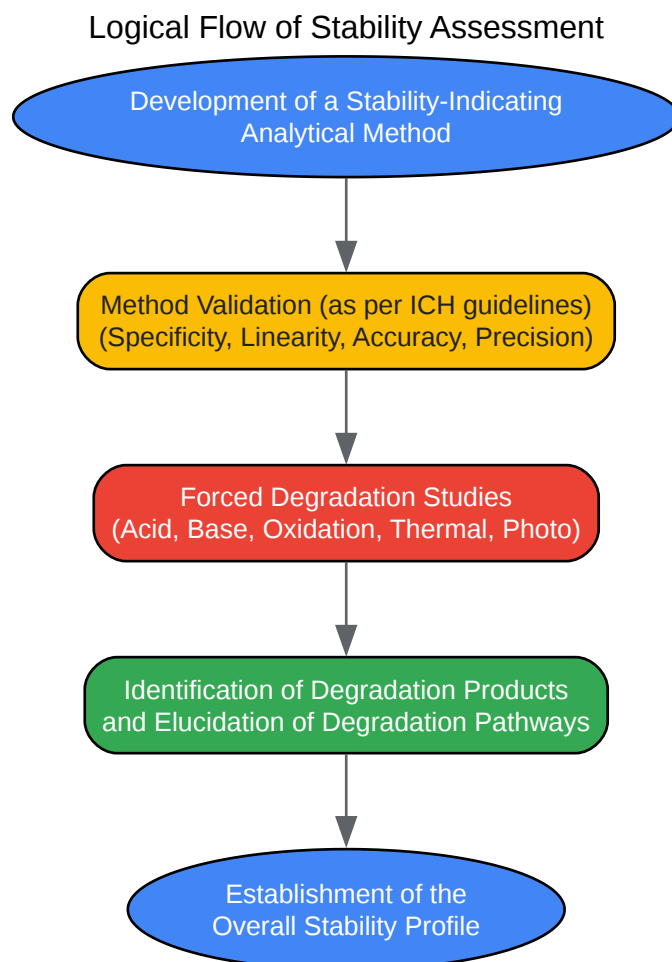 Logical Flow of Stability Assessment
Development of a Stability-Indicating
Analytical Method
Method Validation (as per ICH guidelines)
(Specificity, Linearity, Accuracy, Precision)
Forced Degradation Studies
(Acid, Base, Oxidation, Thermal, Photo)
Identification of Degradation Products
and Elucidation of Degradation Pathways
Establishment of the
Overall Stability Profile